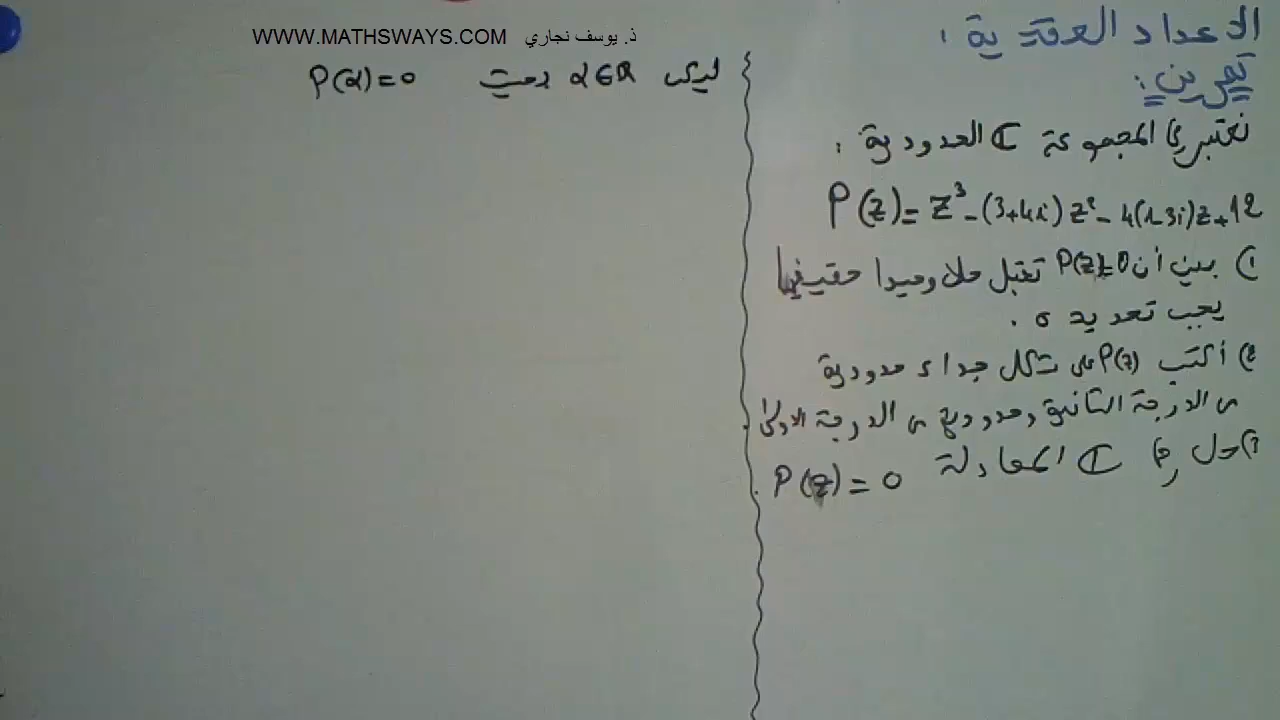 WWW.MATHSWAYS.COM ذ. يوسف نجاري
الاعداد العقدية :
تمرين :
نعتبر في المجموعة ℂ الحدودية :
P(z) = z³ - (3+4i) z² - 4(1-3i)z + 12
1) بين أن P(z)=0 تقبل حلا وحيدا حقيقيا
يجب تحديده .
2) أكتب P(z) على شكل جداء حدودية
من الدرجة الثانية وحدودية من الدرجة الاولى
3) حل في ℂ المعادلة P(z) = 0
ليكن α∈ℝ بحيث P(α)=0